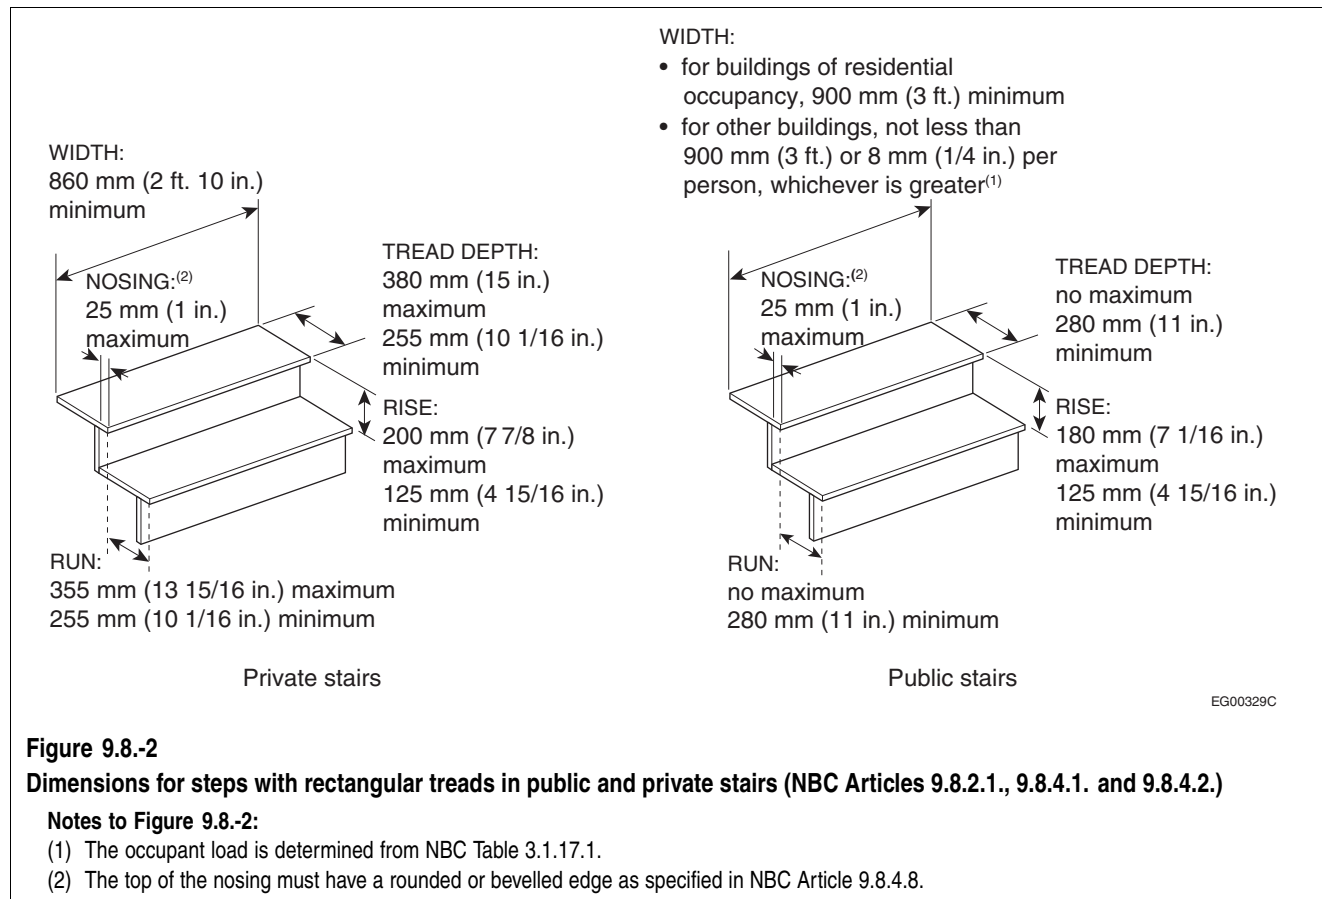 WIDTH:
860 mm (2 ft. 10 in.)
minimum
NOSING:(2)
25 mm (1 in.)
maximum
TREAD DEPTH:
380 mm (15 in.)
maximum
255 mm (10 1/16 in.)
minimum
RISE:
200 mm (7 7/8 in.)
maximum
125 mm (4 15/16 in.)
minimum
RUN:
355 mm (13 15/16 in.) maximum
255 mm (10 1/16 in.) minimum
Private stairs
WIDTH:
• for buildings of residential
occupancy, 900 mm (3 ft.) minimum
• for other buildings, not less than
900 mm (3 ft.) or 8 mm (1/4 in.) per
person, whichever is greater(1)
NOSING:(2)
25 mm (1 in.)
maximum
TREAD DEPTH:
no maximum
280 mm (11 in.)
minimum
RISE:
180 mm (7 1/16 in.)
maximum
125 mm (4 15/16 in.)
minimum
RUN:
no maximum
280 mm (11 in.) minimum
Public stairs
EG00329C
Figure 9.8.-2
Dimensions for steps with rectangular treads in public and private stairs (NBC Articles 9.8.2.1., 9.8.4.1. and 9.8.4.2.)
Notes to Figure 9.8.-2:
(1) The occupant load is determined from NBC Table 3.1.17.1.
(2) The top of the nosing must have a rounded or bevelled edge as specified in NBC Article 9.8.4.8.